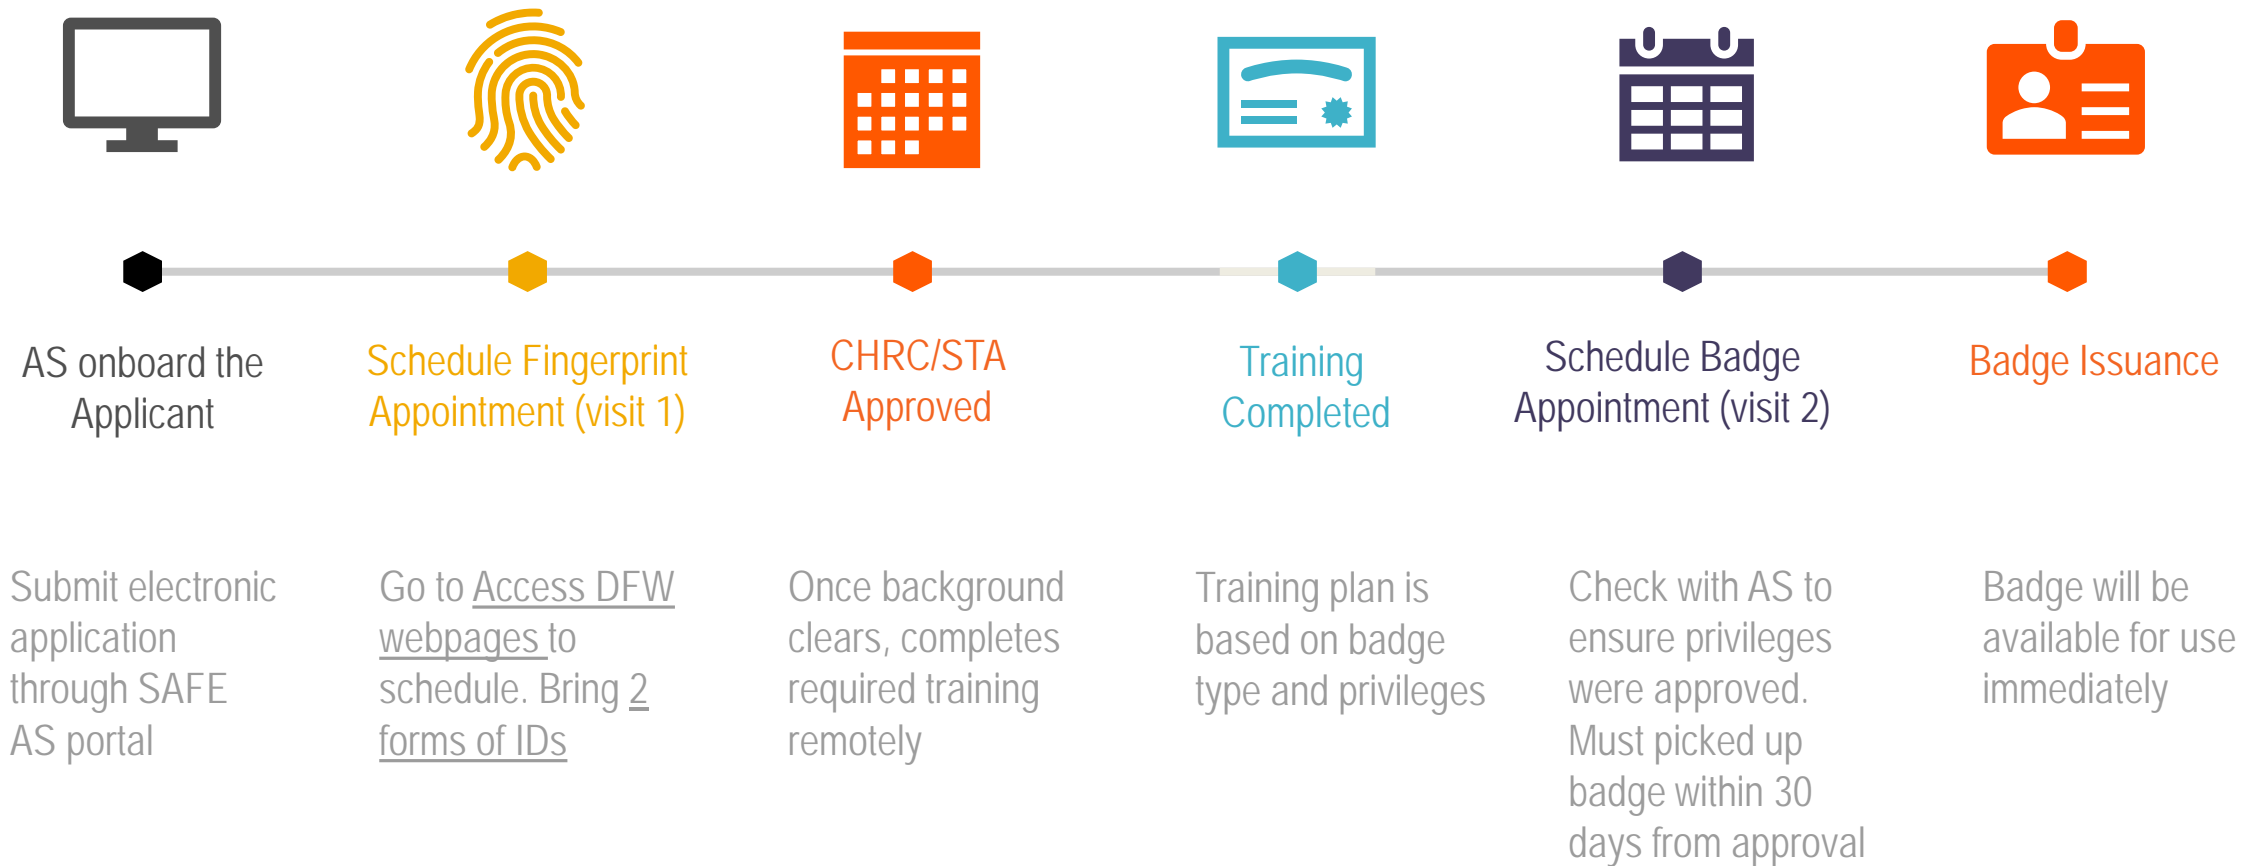 AS onboard the
Applicant
Schedule Fingerprint
Appointment (visit 1)
CHRC/STA
Approved
Training
Completed
Schedule Badge
Appointment (visit 2)
Badge Issuance
Submit electronic
application
through SAFE
AS portal
Go to Access DFW
webpages to
schedule. Bring 2
forms of IDs
Once background
clears, completes
required training
remotely
Training plan is
based on badge
type and privileges
Check with AS to
ensure privileges
were approved.
Must picked up
badge within 30
days from approval
Badge will be
available for use
immediately